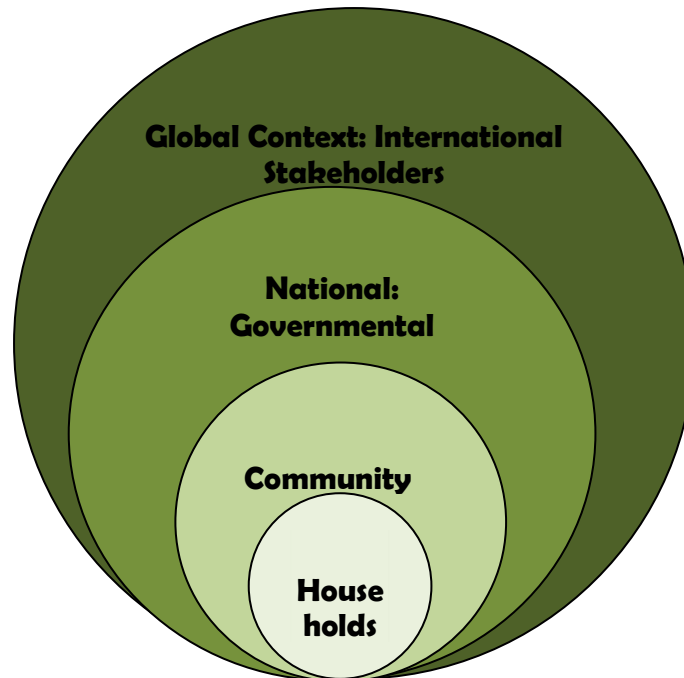 Global Context: International
Stakeholders
National:
Governmental
Community
House
holds